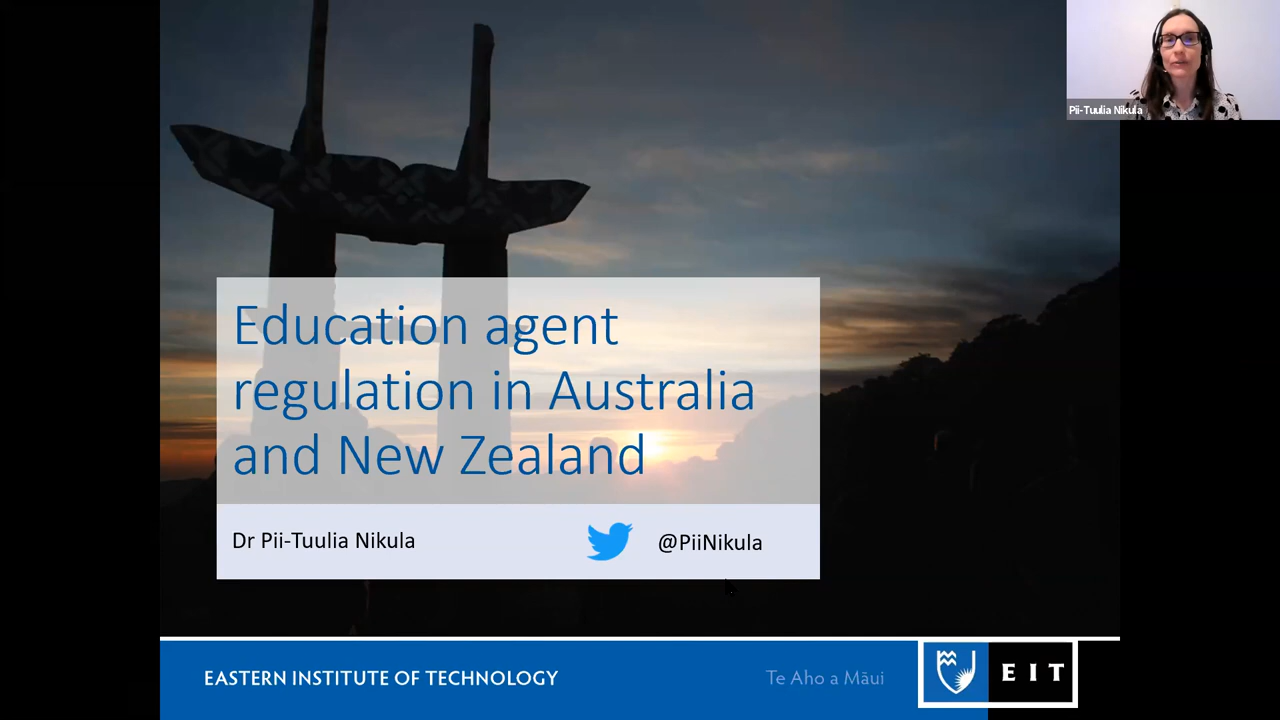 Pii-Tuulia Nikula
Education agent
regulation in Australia
and New Zealand
Dr Pii-Tuulia Nikula
@PiiNikula
EASTERN INSTITUTE OF TECHNOLOGY
Te Aho a Māui
EIT